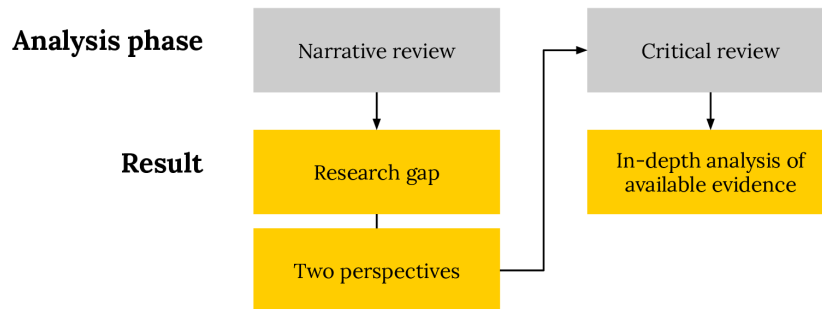 Analysis phase
Narrative review
Critical review
Result
Research gap
In-depth analysis of
available evidence
Two perspectives